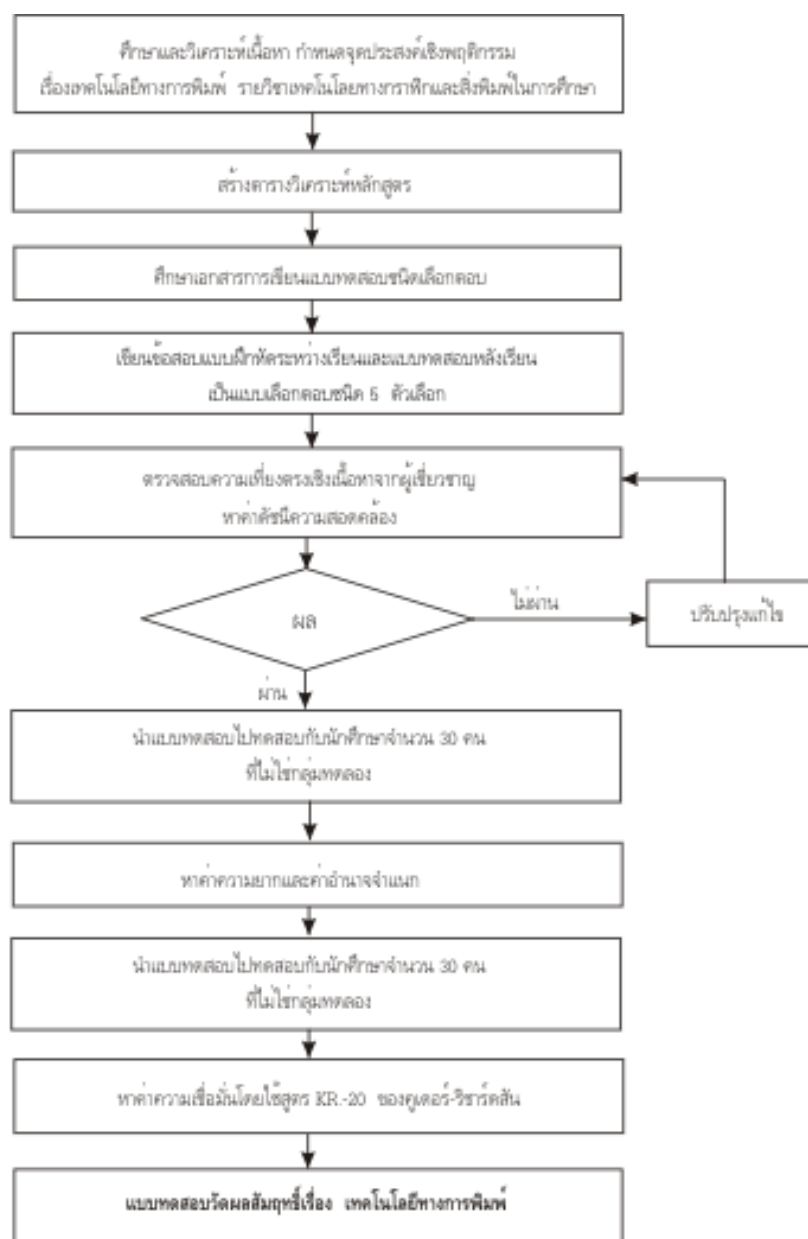 ศึกษาและวิเคราะห์เนื้อหา กำหนดจุดประสงค์เชิงพฤติกรรม
เรื่องเทคโนโลยีทางการพิมพ์ รายวิชาเทคโนโลยทางกราฟิกและสิ่งพิมพ์ในการศึกษา
สร้างตารางวิเคราะห์หลักสูตร
ศึกษาเอกสารการเขียนแบบทดสอบชนิดเลือกตอบ
เขียนข้อสอบแบบฝึกหัดระหว่างเรียนและแบบทดสอบหลังเรียน
เป็นแบบเลือกตอบชนิด 5 ตัวเลือก
ตรวจสอบความเที่ยงตรงเชิงเนื้อหาจากผู้เชี่ยวชาญ
หาค่าดัชนีความสอดคล้อง
ผล
ไม่ผ่าน
ปรับปรุงแก้ไข
ผ่าน
นำแบบทดสอบไปทดสอบกับนักศึกษาจำนวน 30 คน
ที่ไม่ใช่กลุ่มทดลอง
หาค่าความยากและค่าอำนาจจำแนก
นำแบบทดสอบไปทดสอบกับนักศึกษาจำนวน 30 คน
ที่ไม่ใช่กลุ่มทดลอง
หาค่าความเชื่อมั่นโดยใช้สูตร KR.-20 ของคูเดอร์-ริชาร์ดสัน
แบบทดสอบวัดผลสัมฤทธิ์เรื่อง เทคโนโลยีทางการพิมพ์